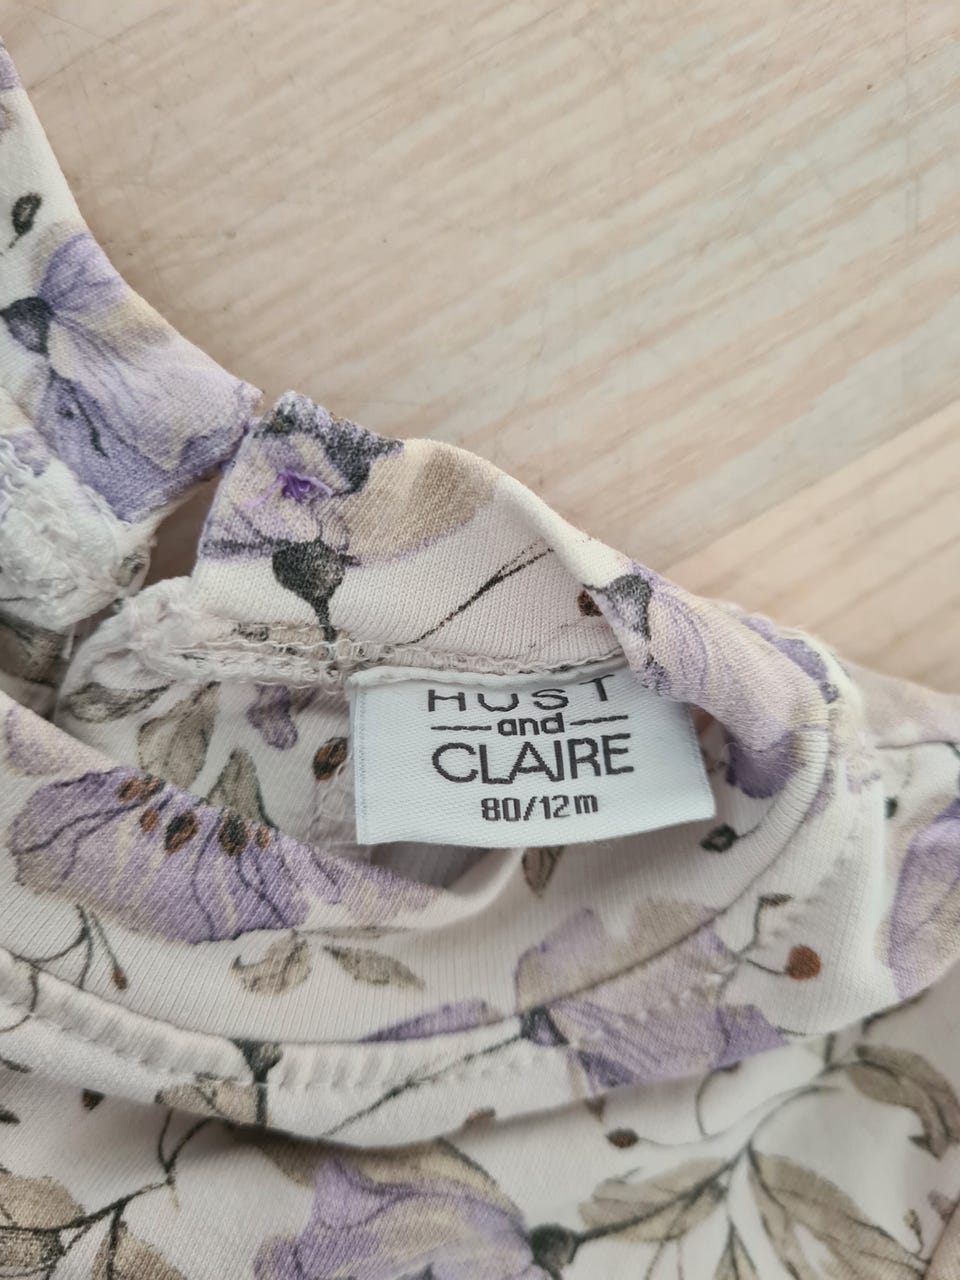 HUST
and
CLAIRE
80/12m